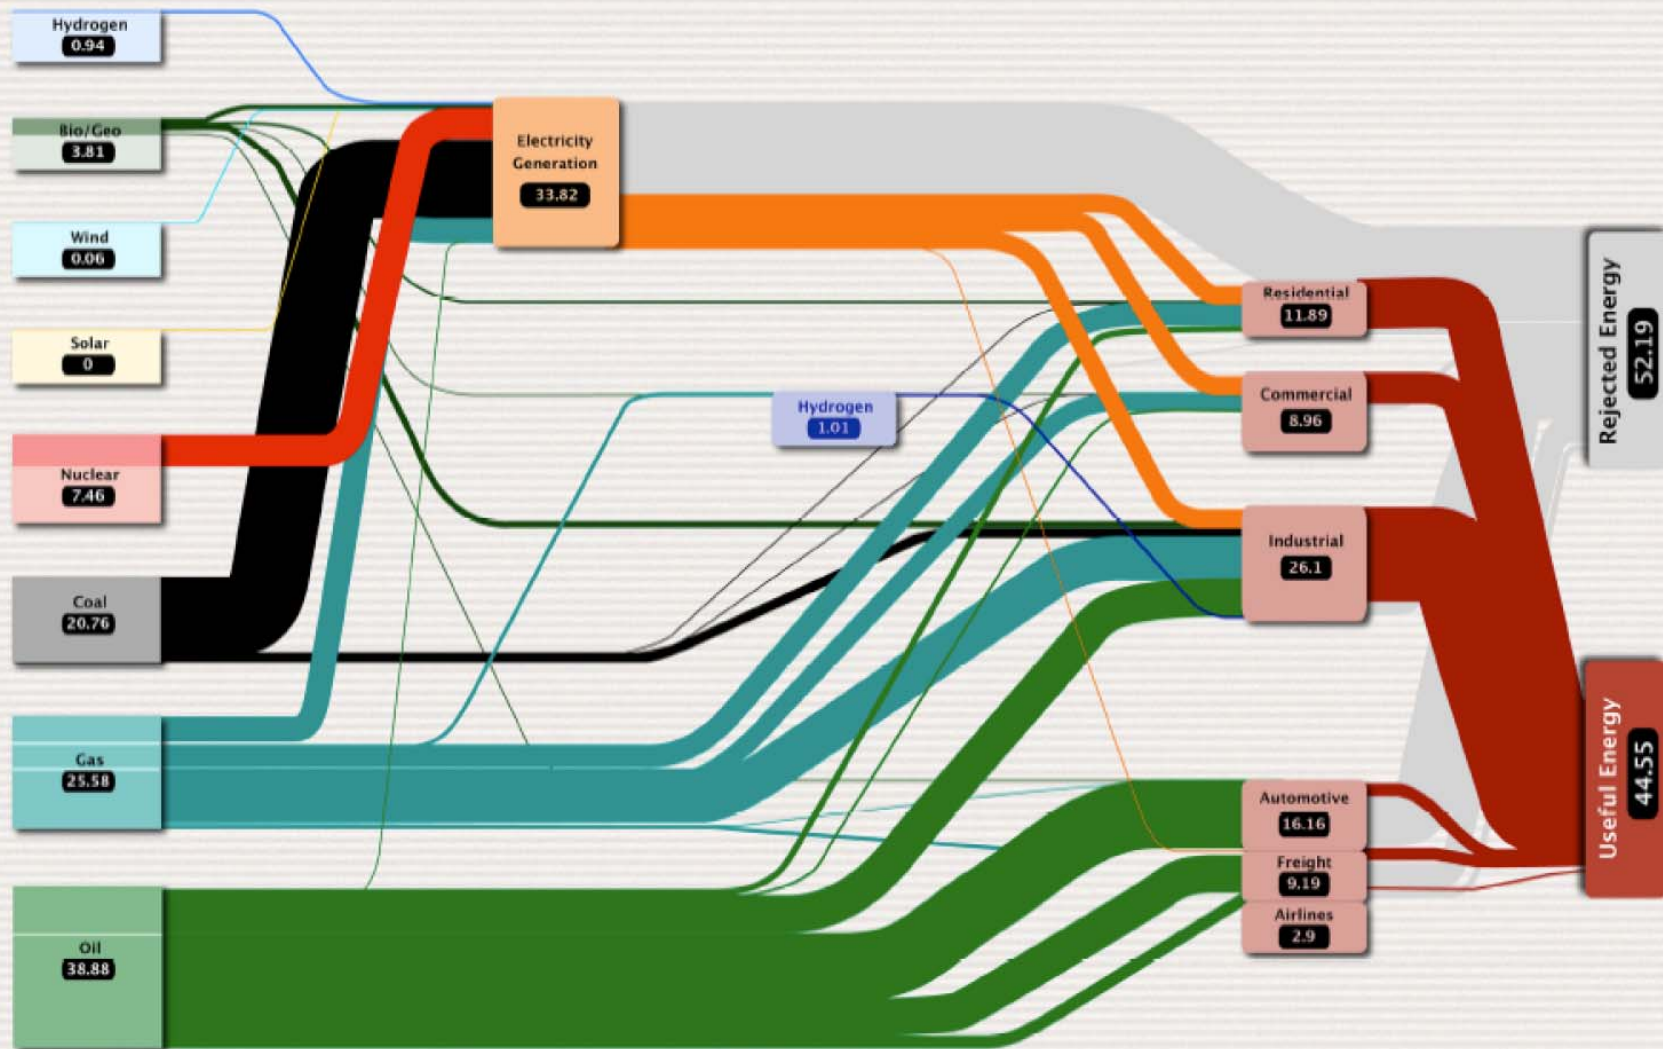 Hydrogen
0.94
Bio/Geo
3.81
Wind
0.06
Solar
0
Nuclear
7.46
Coal
20.76
Gas
25.58
Oil
38.88
Electricity
Generation
33.82
Hydrogen
1.01
Residential
11.89
Commercial
8.96
Industrial
26.1
Automotive
16.16
Freight
9.19
Airlines
2.9
Rejected Energy
52.19
Useful Energy
44.55